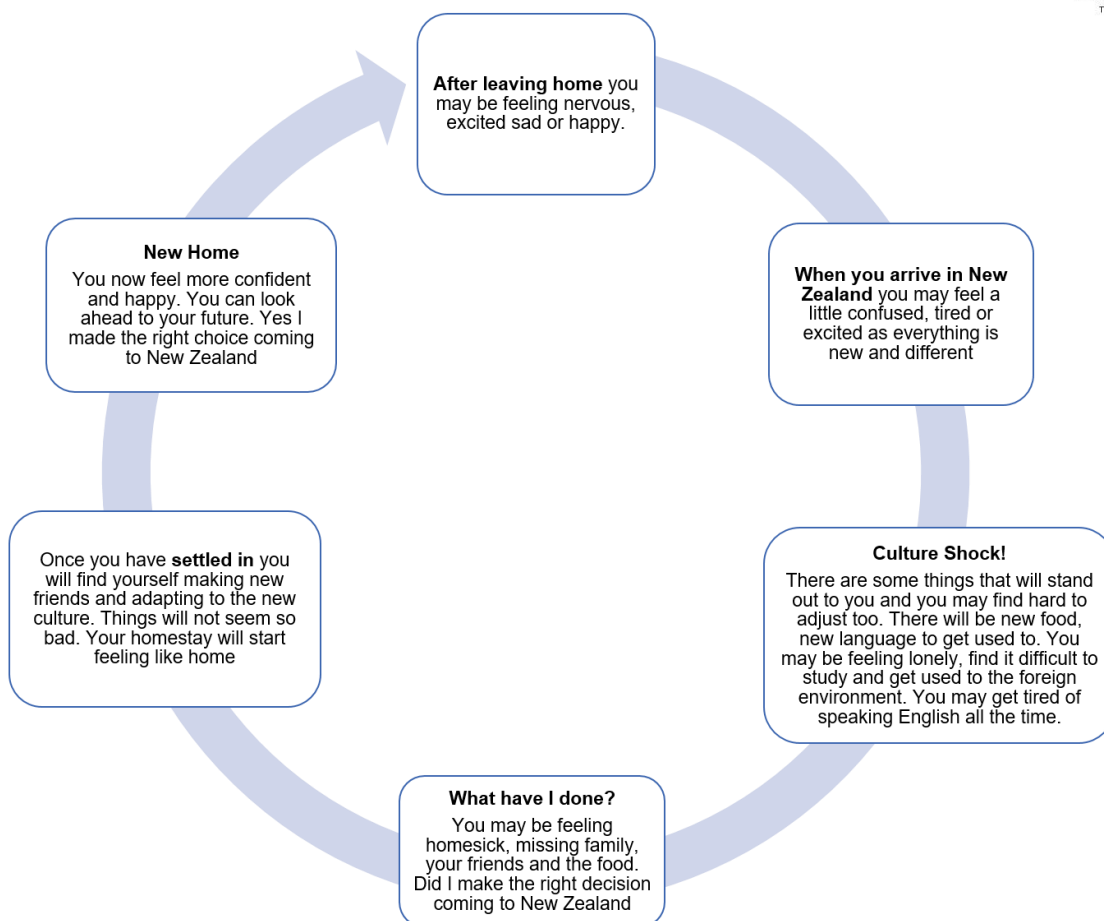 T
After leaving home you
may be feeling nervous,
excited sad or happy.
When you arrive in New
Zealand you may feel a
little confused, tired or
excited as everything is
new and different
Culture Shock!
There are some things that will stand
out to you and you may find hard to
adjust too. There will be new food,
new language to get used to. You
may be feeling lonely, find it difficult to
study and get used to the foreign
environment. You may get tired of
speaking English all the time.
What have I done?
You may be feeling
homesick, missing family,
your friends and the food.
Did I make the right decision
coming to New Zealand
Once you have settled in you
will find yourself making new
friends and adapting to the new
culture. Things will not seem so
bad. Your homestay will start
feeling like home
New Home
You now feel more confident
and happy. You can look
ahead to your future. Yes I
made the right choice coming
to New Zealand